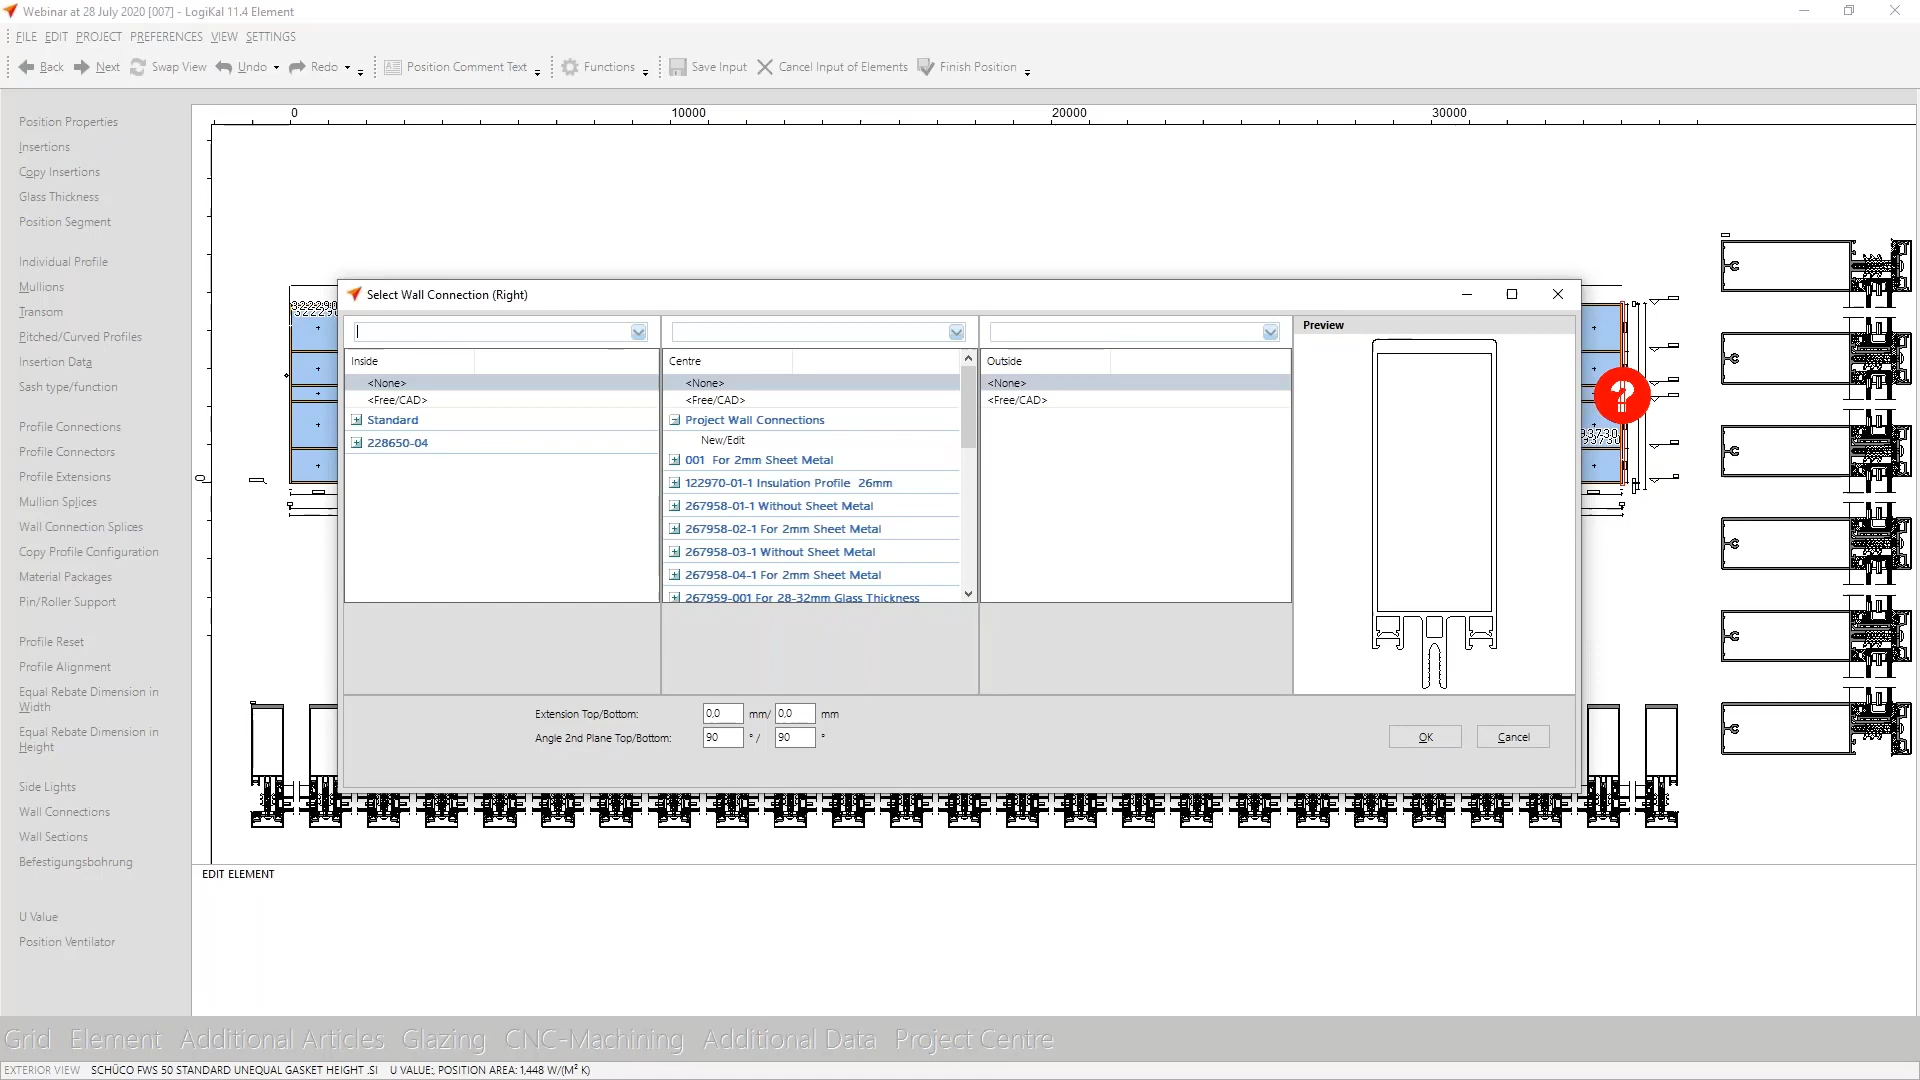 Webinar at 28 July 2020 [007] - LogiKal 11.4 Element
FILE EDIT PROJECT PREFERENCES VIEW SETTINGS
Back Next Swap View Undo Redo Position Comment Text Functions Save Input Cancel Input of Elements Finish Position
0 10000 20000 30000
Position Properties
Insertions
Copy Insertions
Glass Thickness
Position Segment
Individual Profile
Mullions
Transom
Pitched/Curved Profiles
Insertion Data
Sash type/function
Profile Connections
Profile Connectors
Profile Extensions
Mullion Splices
Wall Connection Splices
Copy Profile Configuration
Material Packages
Pin/Roller Support
Profile Reset
Profile Alignment
Equal Rebate Dimension in
Width
Equal Rebate Dimension in
Height
Side Lights
Wall Connections
Wall Sections
Befestigungsbohrung
U Value
Position Ventilator
0
Select Wall Connection (Right)
Inside
<None>
<Free/CAD>
Standard
228650-04
Centre
<None>
<Free/CAD>
Project Wall Connections
New/Edit
001 For 2mm Sheet Metal
122970-01-1 Insulation Profile 26mm
267958-01-1 Without Sheet Metal
267958-02-1 For 2mm Sheet Metal
267958-03-1 Without Sheet Metal
267958-04-1 For 2mm Sheet Metal
267959-001 For 28-32mm Glass Thickness
Outside
<None>
<Free/CAD>
Preview
Extension Top/Bottom: 0,0 mm/ 0,0 mm
Angle 2nd Plane Top/Bottom: 90 ° / 90 °
OK Cancel
?
EDIT ELEMENT
Grid Element Additional Articles Glazing CNC-Machining Additional Data Project Centre
EXTERIOR VIEW SCHÜCO FWS 50 STANDARD UNEQUAL GASKET HEIGHT .SI U VALUE:, POSITION AREA: 1,448 W/(M² K)